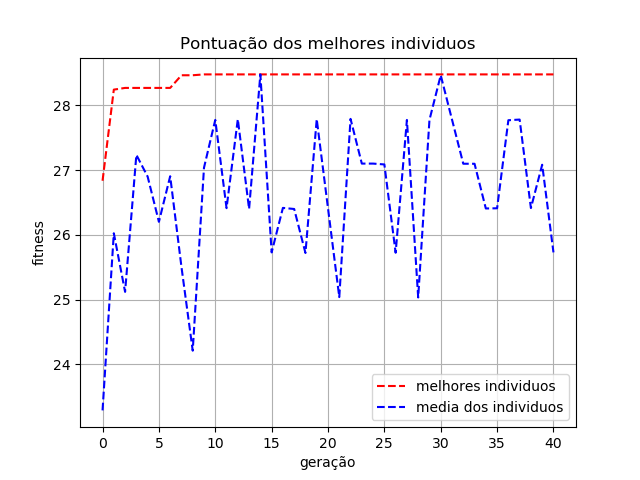 Pontuação dos melhores individuos
fitness
28
27
26
25
24
0 5 10 15 20 25 30 35 40
geração
melhores individuos
media dos individuos